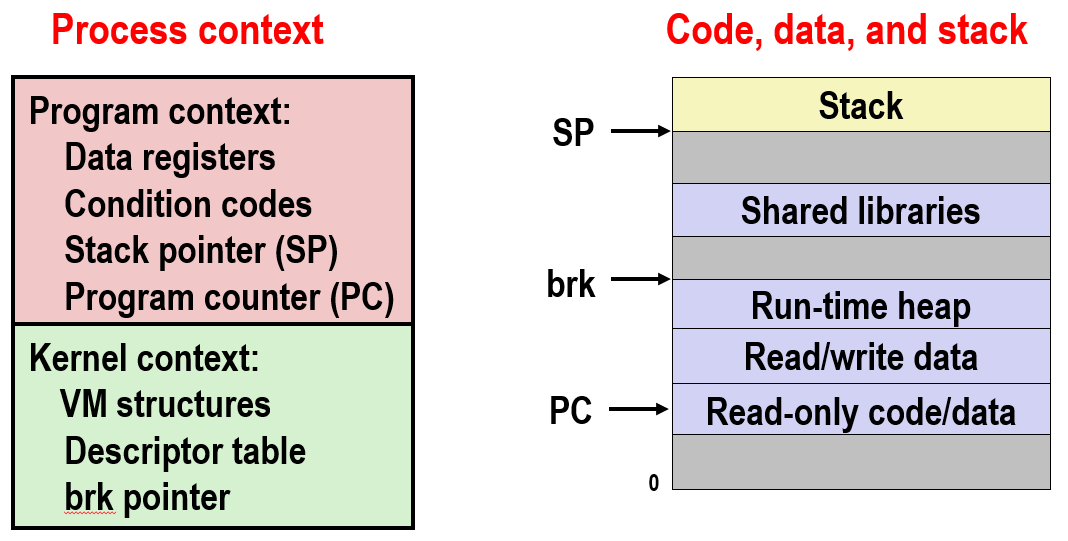 Process context
Program context:
Data registers
Condition codes
Stack pointer (SP)
Program counter (PC)
Kernel context:
VM structures
Descriptor table
brk pointer
Code, data, and stack
Stack
SP
Shared libraries
brk
Run-time heap
Read/write data
PC
Read-only code/data
0